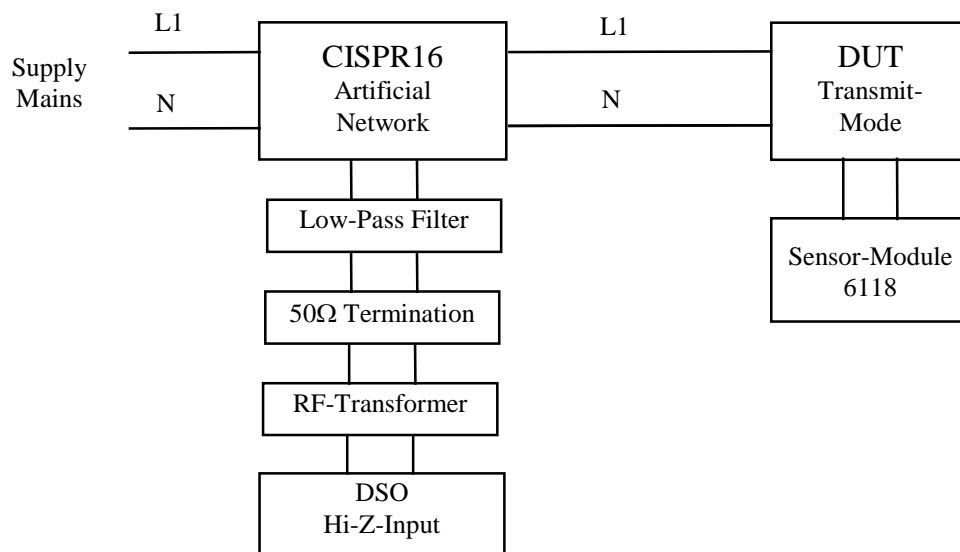 L1
L1
Supply
Mains
N
CISPR16
Artificial
Network
N
DUT
Transmit-
Mode
Low-Pass Filter
Sensor-Module
6118
50Ω Termination
RF-Transformer
DSO
Hi-Z-Input